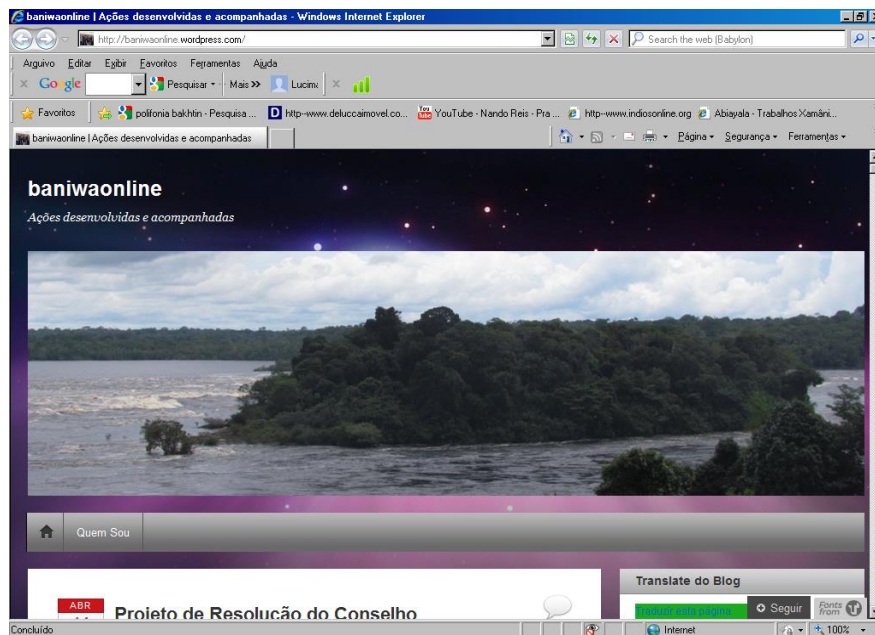 baniwaonline | Ações desenvolvidas e acompanhadas - Windows Internet Explorer
http://baniwaonline.wordpress.com/
Search the web (Babylon)
Arquivo Editar Exibir Favoritos Ferramentas Ajuda
Google Pesquisar Mais >> Lucima
Favoritos polifonia bakhtin - Pesquisa ... D http--www.deluccaimovel.co... YouTube - Nando Reis - Pra ... http--www.indiosonline.org Abiayala - Trabalhos Xamâni...
baniwaonline | Ações desenvolvidas e acompanhadas Página Segurança Ferramentas
baniwaonline
Ações desenvolvidas e acompanhadas
Quem Sou
Translate do Blog
ABR
Projeto de Resolução do Conselho
Traduzir esta página
Seguir
Fonts from
Concluído Internet 100%